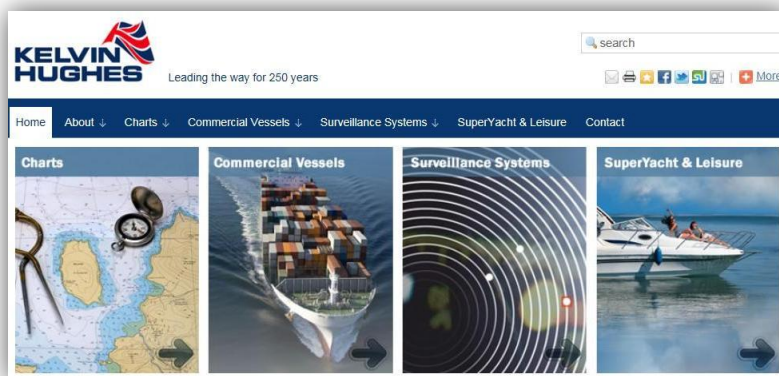 KELVIN
HUGHES
Leading the way for 250 years
search
More
Home About ↓ Charts ↓ Commercial Vessels ↓ Surveillance Systems ↓ SuperYacht & Leisure Contact
Charts Commercial Vessels Surveillance Systems SuperYacht & Leisure